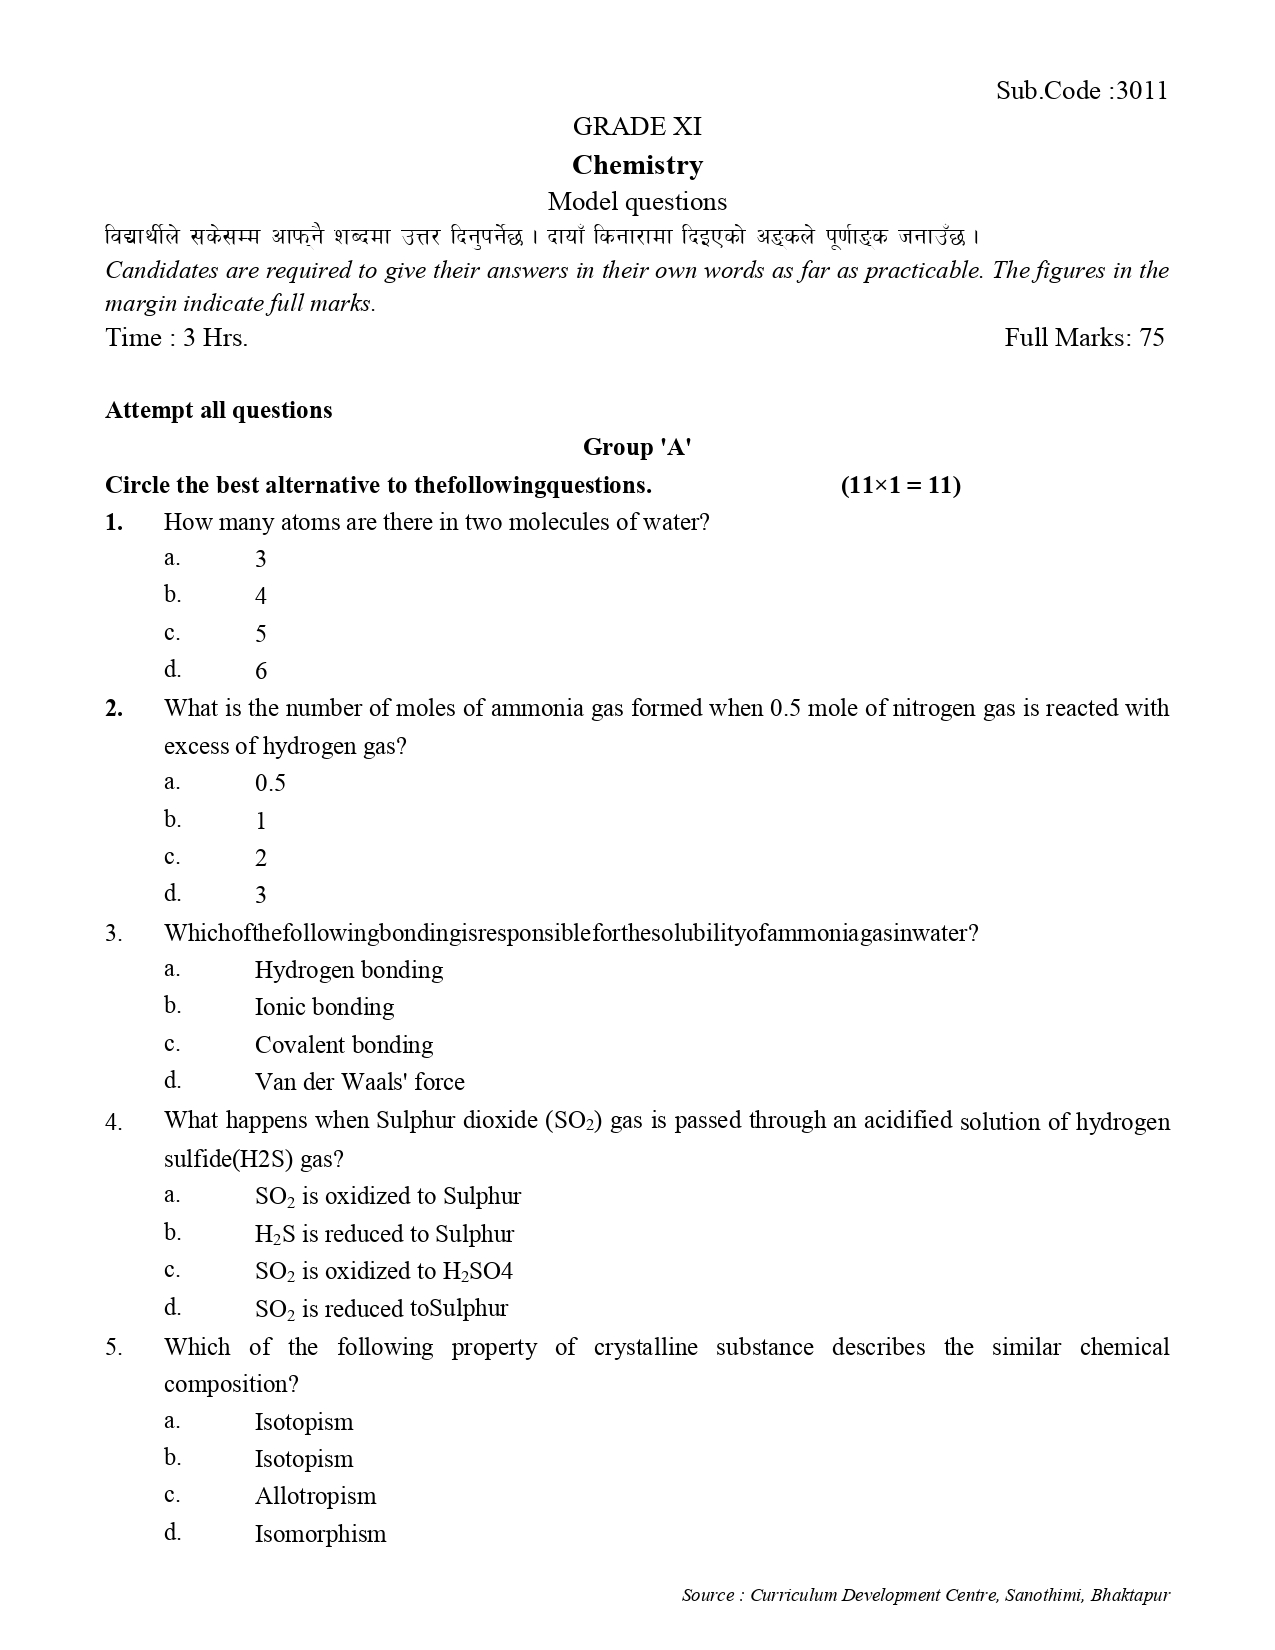 Sub.Code :3011
GRADE XI
Chemistry
Model questions
विद्यार्थीले सकेसम्म आफ्नै शब्दमा उत्तर दिनुपर्नेछ । दायाँ किनारामा दिइएको अङ्कले पूर्णाङ्क जनाउँछ ।
Candidates are required to give their answers in their own words as far as practicable. The figures in the
margin indicate full marks.
Time : 3 Hrs. Full Marks: 75
Attempt all questions
Group 'A'
Circle the best alternative to thefollowingquestions. (11×1 = 11)
1. How many atoms are there in two molecules of water?
a. 3
b. 4
c. 5
d. 6
2. What is the number of moles of ammonia gas formed when 0.5 mole of nitrogen gas is reacted with
excess of hydrogen gas?
a. 0.5
b. 1
c. 2
d. 3
3. Whichofthefollowingbondingisresponsibleforthesolubilityofammoniagasinwater?
a. Hydrogen bonding
b. Ionic bonding
c. Covalent bonding
d. Van der Waals' force
4. What happens when Sulphur dioxide (SO₂) gas is passed through an acidified solution of hydrogen
sulfide(H2S) gas?
a. SO₂ is oxidized to Sulphur
b. H₂S is reduced to Sulphur
c. SO₂ is oxidized to H₂SO4
d. SO₂ is reduced toSulphur
5. Which of the following property of crystalline substance describes the similar chemical
composition?
a. Isotopism
b. Isotopism
c. Allotropism
d. Isomorphism
Source : Curriculum Development Centre, Sanothimi, Bhaktapur